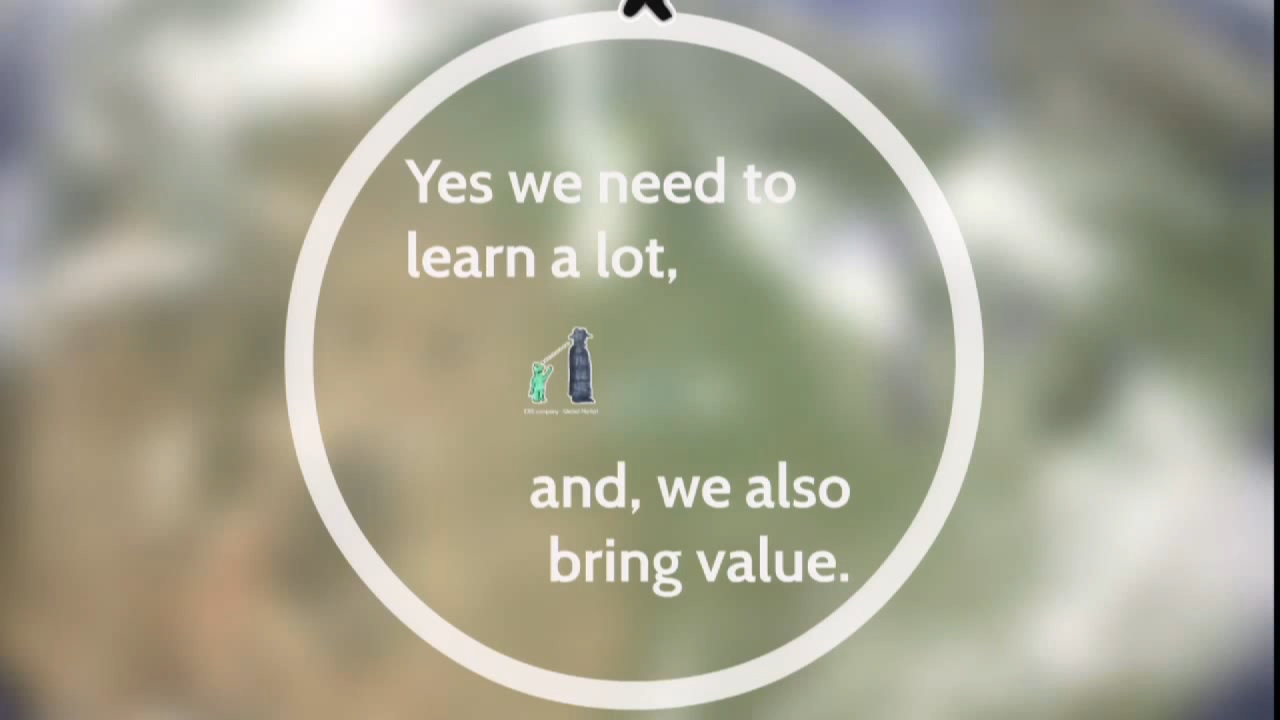 Yes we need to
learn a lot,
and, we also
bring value.